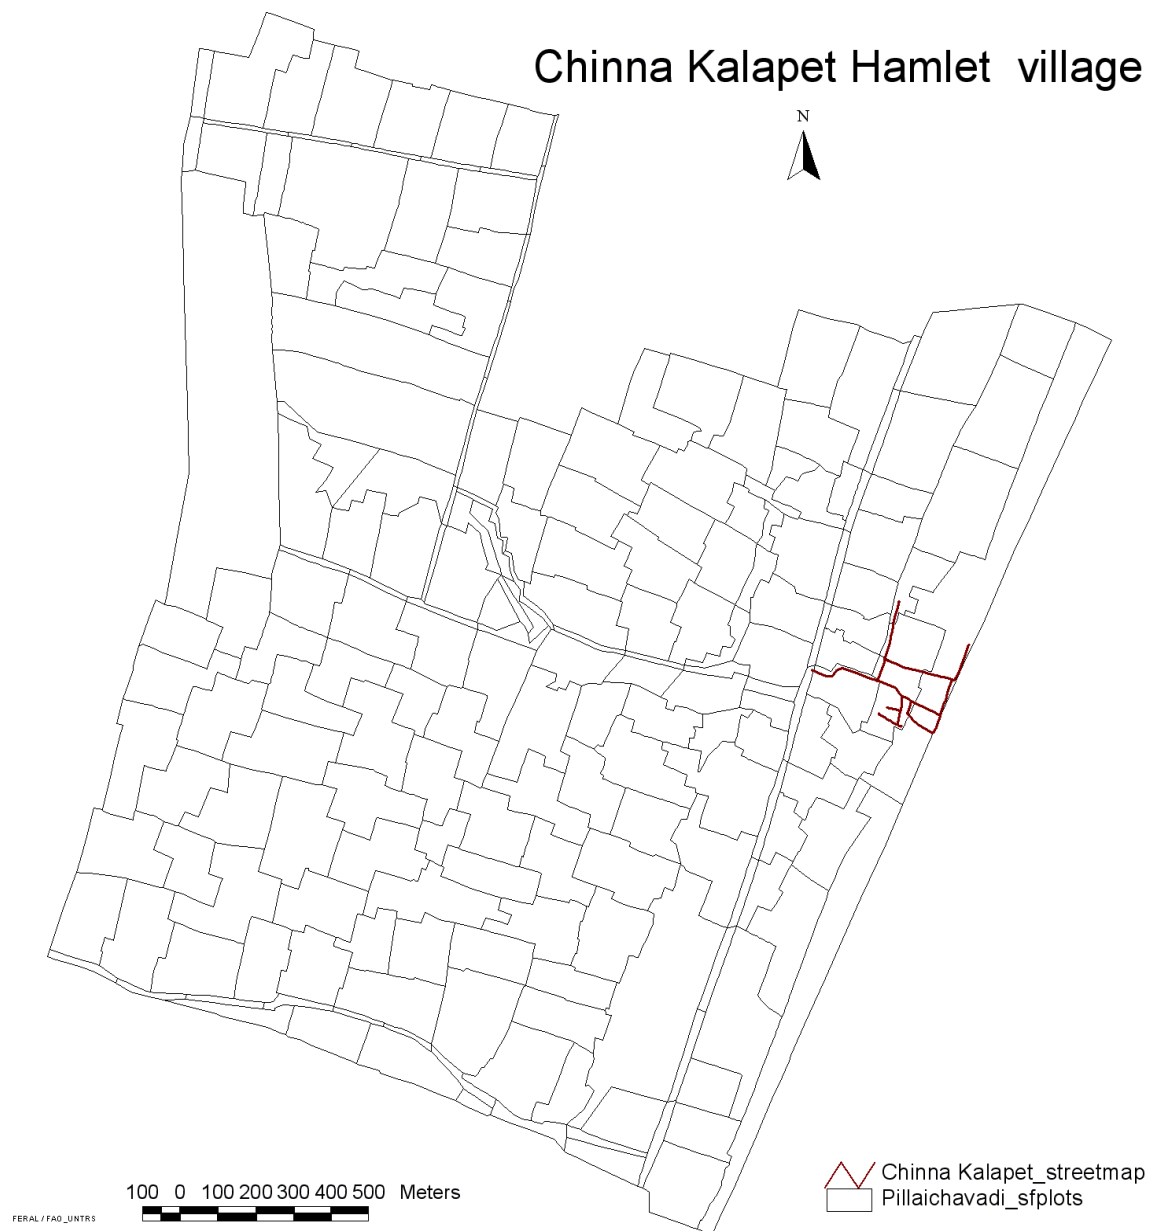 Chinna Kalapet Hamlet village
N
Chinna Kalapet_streetmap
Pillaichavadi_sfplots
100 0 100 200 300 400 500 Meters
FERAL / FAO_UNTRS